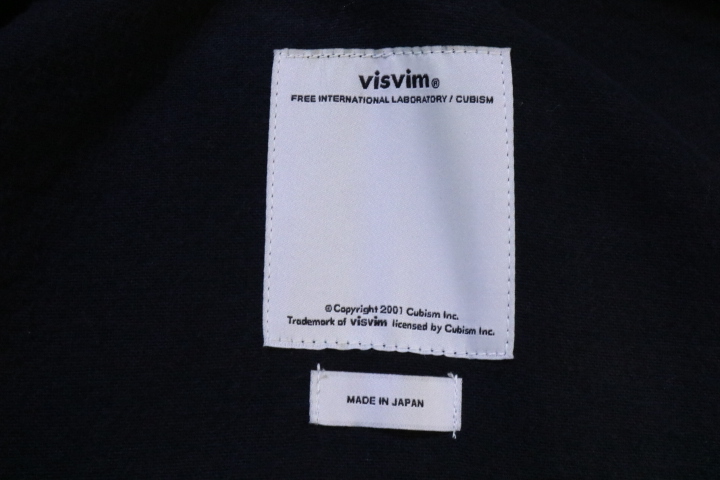 visvim®
FREE INTERNATIONAL LABORATORY / CUBISM
© Copyright 2001 Cubism Inc.
Trademark of visvim licensed by Cubism Inc.
MADE IN JAPAN